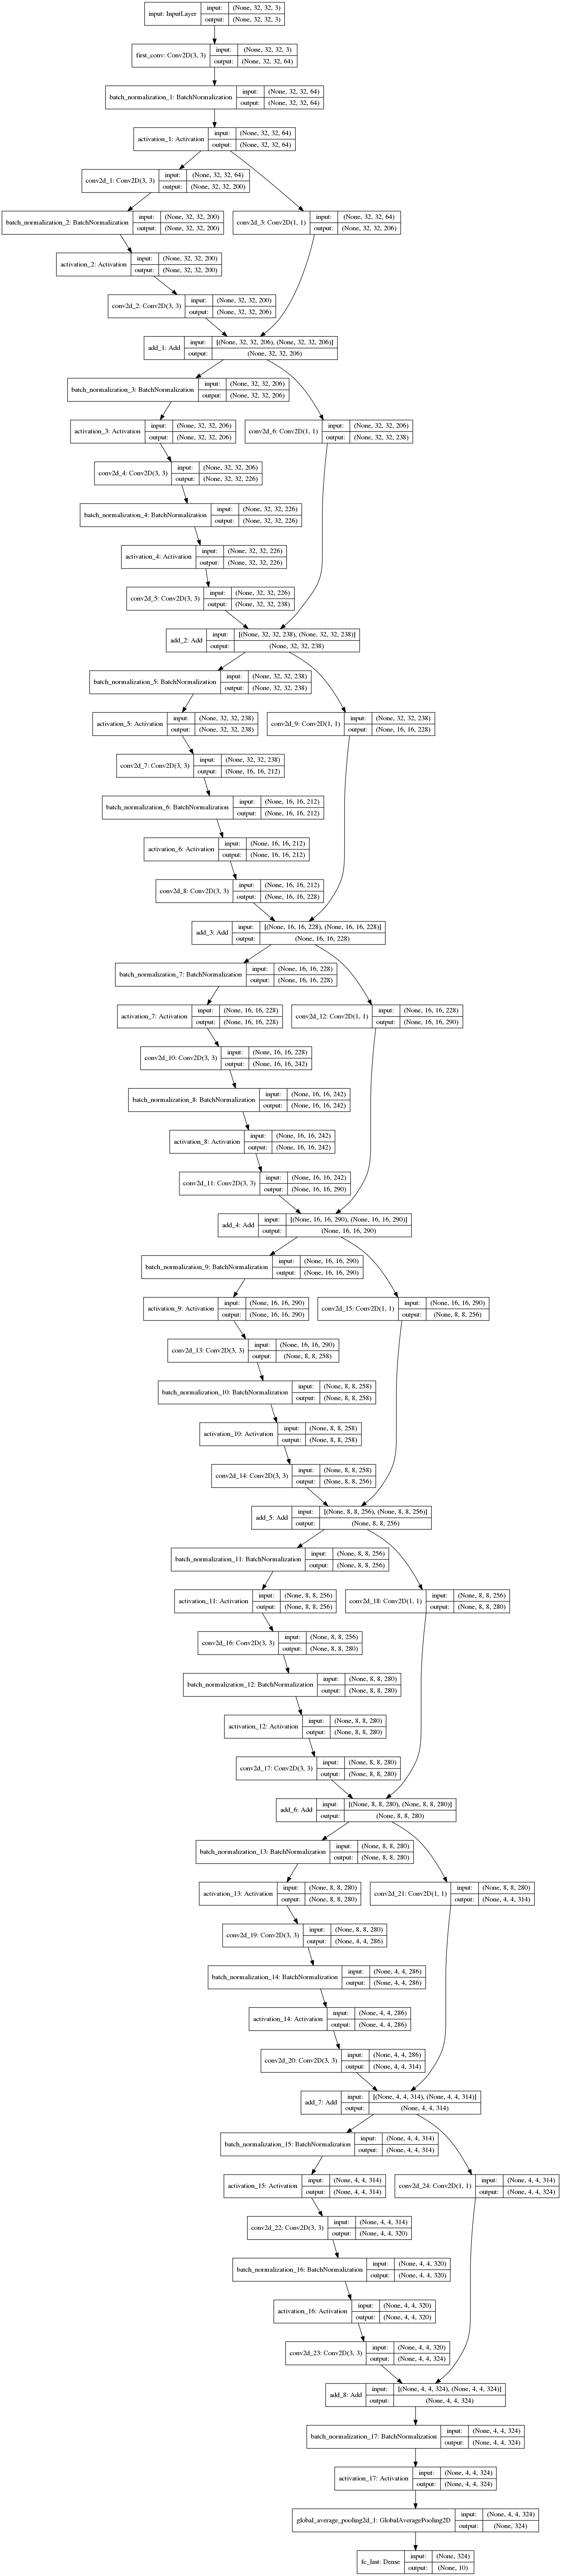 input: InputLayer input: (None, 32, 32, 3)
output: (None, 32, 32, 3)
first_conv: Conv2D(3, 3) input: (None, 32, 32, 3)
output: (None, 32, 32, 64)
batch_normalization_1: BatchNormalization input: (None, 32, 32, 64)
output: (None, 32, 32, 64)
activation_1: Activation input: (None, 32, 32, 64)
output: (None, 32, 32, 64)
conv2d_1: Conv2D(3, 3) input: (None, 32, 32, 64)
output: (None, 32, 32, 200)
batch_normalization_2: BatchNormalization input: (None, 32, 32, 200)
output: (None, 32, 32, 200)
conv2d_3: Conv2D(1, 1) input: (None, 32, 32, 64)
output: (None, 32, 32, 206)
activation_2: Activation input: (None, 32, 32, 200)
output: (None, 32, 32, 200)
conv2d_2: Conv2D(3, 3) input: (None, 32, 32, 200)
output: (None, 32, 32, 206)
add_1: Add input: [(None, 32, 32, 206), (None, 32, 32, 206)]
output: (None, 32, 32, 206)
batch_normalization_3: BatchNormalization input: (None, 32, 32, 206)
output: (None, 32, 32, 206)
activation_3: Activation input: (None, 32, 32, 206)
output: (None, 32, 32, 206)
conv2d_6: Conv2D(1, 1) input: (None, 32, 32, 206)
output: (None, 32, 32, 238)
conv2d_4: Conv2D(3, 3) input: (None, 32, 32, 206)
output: (None, 32, 32, 226)
batch_normalization_4: BatchNormalization input: (None, 32, 32, 226)
output: (None, 32, 32, 226)
activation_4: Activation input: (None, 32, 32, 226)
output: (None, 32, 32, 226)
conv2d_5: Conv2D(3, 3) input: (None, 32, 32, 226)
output: (None, 32, 32, 238)
add_2: Add input: [(None, 32, 32, 238), (None, 32, 32, 238)]
output: (None, 32, 32, 238)
batch_normalization_5: BatchNormalization input: (None, 32, 32, 238)
output: (None, 32, 32, 238)
activation_5: Activation input: (None, 32, 32, 238)
output: (None, 32, 32, 238)
conv2d_9: Conv2D(1, 1) input: (None, 32, 32, 238)
output: (None, 16, 16, 228)
conv2d_7: Conv2D(3, 3) input: (None, 32, 32, 238)
output: (None, 16, 16, 212)
batch_normalization_6: BatchNormalization input: (None, 16, 16, 212)
output: (None, 16, 16, 212)
activation_6: Activation input: (None, 16, 16, 212)
output: (None, 16, 16, 212)
conv2d_8: Conv2D(3, 3) input: (None, 16, 16, 212)
output: (None, 16, 16, 228)
add_3: Add input: [(None, 16, 16, 228), (None, 16, 16, 228)]
output: (None, 16, 16, 228)
batch_normalization_7: BatchNormalization input: (None, 16, 16, 228)
output: (None, 16, 16, 228)
activation_7: Activation input: (None, 16, 16, 228)
output: (None, 16, 16, 228)
conv2d_12: Conv2D(1, 1) input: (None, 16, 16, 228)
output: (None, 16, 16, 290)
conv2d_10: Conv2D(3, 3) input: (None, 16, 16, 228)
output: (None, 16, 16, 242)
batch_normalization_8: BatchNormalization input: (None, 16, 16, 242)
output: (None, 16, 16, 242)
activation_8: Activation input: (None, 16, 16, 242)
output: (None, 16, 16, 242)
conv2d_11: Conv2D(3, 3) input: (None, 16, 16, 242)
output: (None, 16, 16, 290)
add_4: Add input: [(None, 16, 16, 290), (None, 16, 16, 290)]
output: (None, 16, 16, 290)
batch_normalization_9: BatchNormalization input: (None, 16, 16, 290)
output: (None, 16, 16, 290)
activation_9: Activation input: (None, 16, 16, 290)
output: (None, 16, 16, 290)
conv2d_15: Conv2D(1, 1) input: (None, 16, 16, 290)
output: (None, 8, 8, 256)
conv2d_13: Conv2D(3, 3) input: (None, 16, 16, 290)
output: (None, 8, 8, 258)
batch_normalization_10: BatchNormalization input: (None, 8, 8, 258)
output: (None, 8, 8, 258)
activation_10: Activation input: (None, 8, 8, 258)
output: (None, 8, 8, 258)
conv2d_14: Conv2D(3, 3) input: (None, 8, 8, 258)
output: (None, 8, 8, 256)
add_5: Add input: [(None, 8, 8, 256), (None, 8, 8, 256)]
output: (None, 8, 8, 256)
batch_normalization_11: BatchNormalization input: (None, 8, 8, 256)
output: (None, 8, 8, 256)
activation_11: Activation input: (None, 8, 8, 256)
output: (None, 8, 8, 256)
conv2d_18: Conv2D(1, 1) input: (None, 8, 8, 256)
output: (None, 8, 8, 280)
conv2d_16: Conv2D(3, 3) input: (None, 8, 8, 256)
output: (None, 8, 8, 280)
batch_normalization_12: BatchNormalization input: (None, 8, 8, 280)
output: (None, 8, 8, 280)
activation_12: Activation input: (None, 8, 8, 280)
output: (None, 8, 8, 280)
conv2d_17: Conv2D(3, 3) input: (None, 8, 8, 280)
output: (None, 8, 8, 280)
add_6: Add input: [(None, 8, 8, 280), (None, 8, 8, 280)]
output: (None, 8, 8, 280)
batch_normalization_13: BatchNormalization input: (None, 8, 8, 280)
output: (None, 8, 8, 280)
activation_13: Activation input: (None, 8, 8, 280)
output: (None, 8, 8, 280)
conv2d_21: Conv2D(1, 1) input: (None, 8, 8, 280)
output: (None, 4, 4, 314)
conv2d_19: Conv2D(3, 3) input: (None, 8, 8, 280)
output: (None, 4, 4, 286)
batch_normalization_14: BatchNormalization input: (None, 4, 4, 286)
output: (None, 4, 4, 286)
activation_14: Activation input: (None, 4, 4, 286)
output: (None, 4, 4, 286)
conv2d_20: Conv2D(3, 3) input: (None, 4, 4, 286)
output: (None, 4, 4, 314)
add_7: Add input: [(None, 4, 4, 314), (None, 4, 4, 314)]
output: (None, 4, 4, 314)
batch_normalization_15: BatchNormalization input: (None, 4, 4, 314)
output: (None, 4, 4, 314)
activation_15: Activation input: (None, 4, 4, 314)
output: (None, 4, 4, 314)
conv2d_24: Conv2D(1, 1) input: (None, 4, 4, 314)
output: (None, 4, 4, 324)
conv2d_22: Conv2D(3, 3) input: (None, 4, 4, 314)
output: (None, 4, 4, 320)
batch_normalization_16: BatchNormalization input: (None, 4, 4, 320)
output: (None, 4, 4, 320)
activation_16: Activation input: (None, 4, 4, 320)
output: (None, 4, 4, 320)
conv2d_23: Conv2D(3, 3) input: (None, 4, 4, 320)
output: (None, 4, 4, 324)
add_8: Add input: [(None, 4, 4, 324), (None, 4, 4, 324)]
output: (None, 4, 4, 324)
batch_normalization_17: BatchNormalization input: (None, 4, 4, 324)
output: (None, 4, 4, 324)
activation_17: Activation input: (None, 4, 4, 324)
output: (None, 4, 4, 324)
global_average_pooling2d_1: GlobalAveragePooling2D input: (None, 4, 4, 324)
output: (None, 324)
fc_last: Dense input: (None, 324)
output: (None, 10)